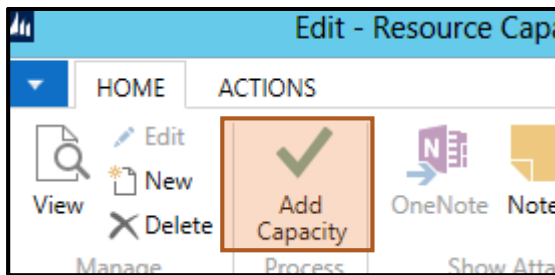 Edit - Resource Capa
HOME ACTIONS
View
Edit
New
Delete
Add
Capacity
OneNote
Note
Manage
Process
Show Atta